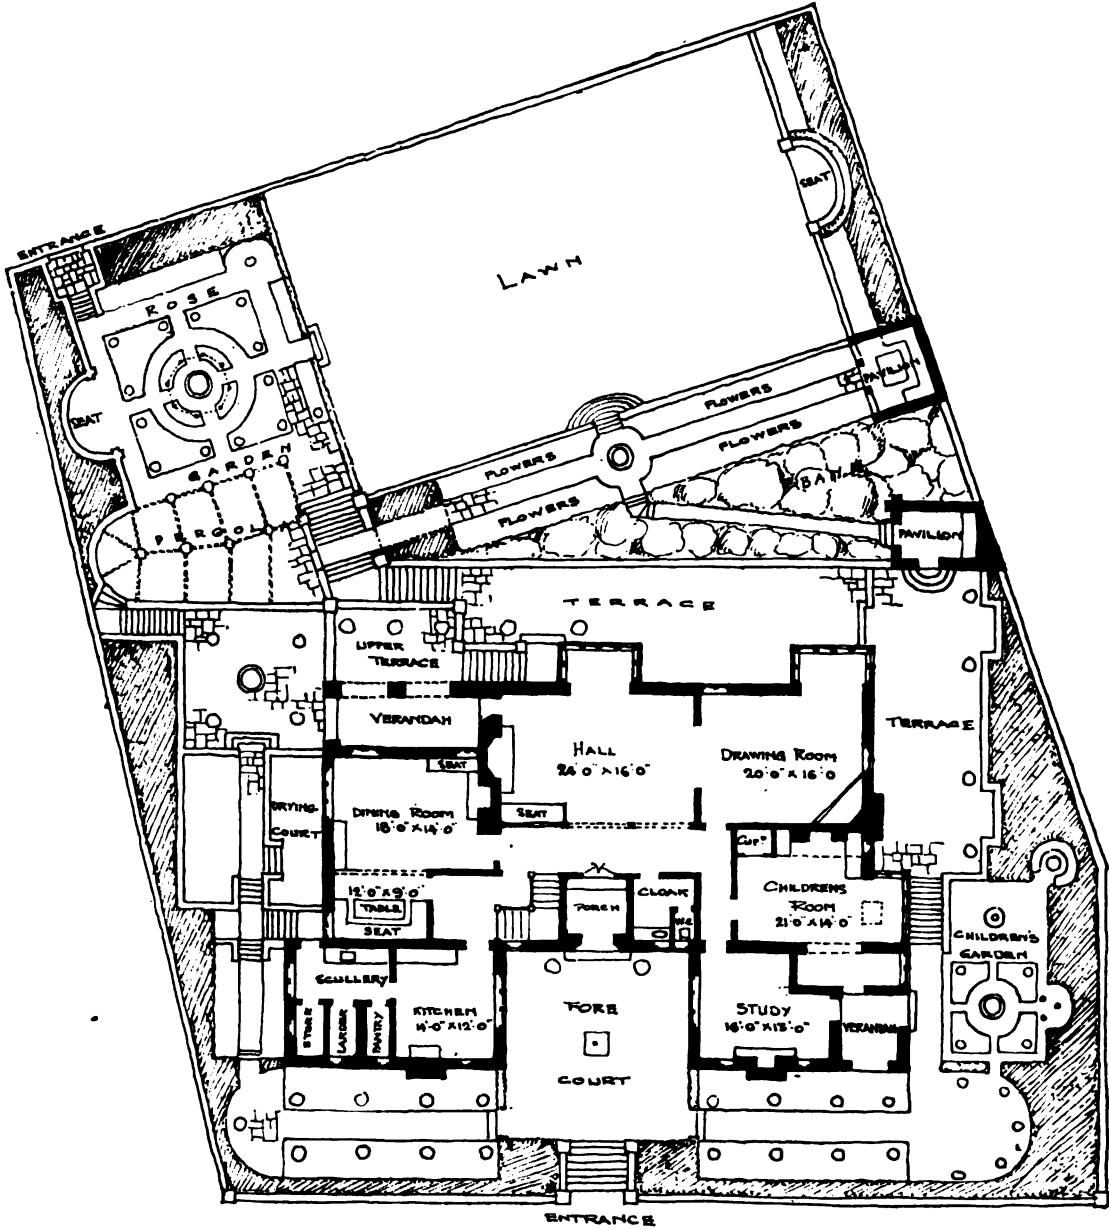 ENTRANCE
LAWN
SEAT
ROSE
SEAT
GARDEN
PERGOLA
PAVILION
FLOWERS
FLOWERS
FLOWERS
FLOWERS
BANK
PAVILION
TERRACE
UPPER
TERRACE
VERANDAH
TERRACE
HALL
24'·0" × 16'·0"
DRAWING ROOM
20'·0" × 16'·0
SEAT
DRYING
COURT
DINING ROOM
18'·0" × 14'·0"
SEAT
CUPD
12'·0" × 9'·0"
TABLE
SEAT
PORCH
CLOAK
W.C.
CHILDRENS
ROOM
21'·0" × 14'·0"
CHILDREN'S
GARDEN
SCULLERY
STORE
LARDER
PANTRY
KITCHEN
14'·0" × 12'·0"
FORE
COURT
STUDY
16'·0" × 13'·0"
VERANDAH
ENTRANCE